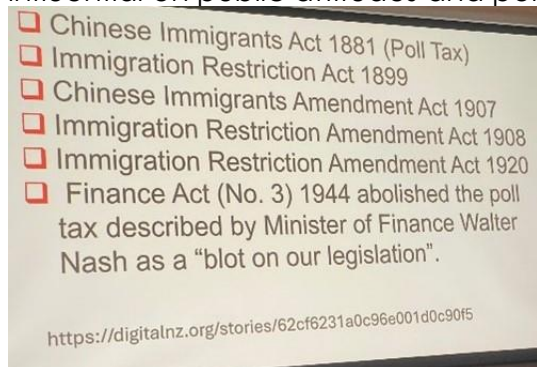 Chinese Immigrants Act 1881 (Poll Tax)
Immigration Restriction Act 1899
Chinese Immigrants Amendment Act 1907
Immigration Restriction Amendment Act 1908
Immigration Restriction Amendment Act 1920
Finance Act (No. 3) 1944 abolished the poll
tax described by Minister of Finance Walter
Nash as a “blot on our legislation”.
https://digitalnz.org/stories/62cf6231a0c96e001d0c90f5